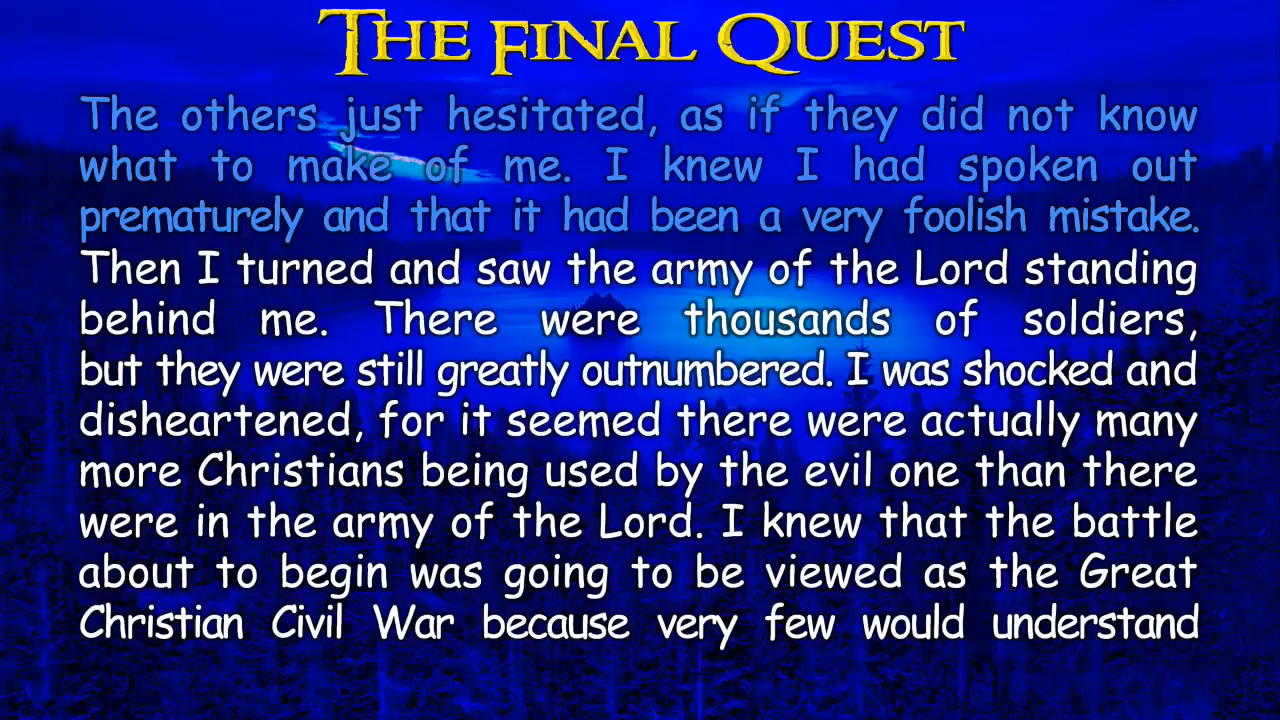 THE FINAL QUEST
The others just hesitated, as if they did not know
what to make of me. I knew I had spoken out
prematurely and that it had been a very foolish mistake.
Then I turned and saw the army of the Lord standing
behind me. There were thousands of soldiers,
but they were still greatly outnumbered. I was shocked and
disheartened, for it seemed there were actually many
more Christians being used by the evil one than there
were in the army of the Lord. I knew that the battle
about to begin was going to be viewed as the Great
Christian Civil War because very few would understand